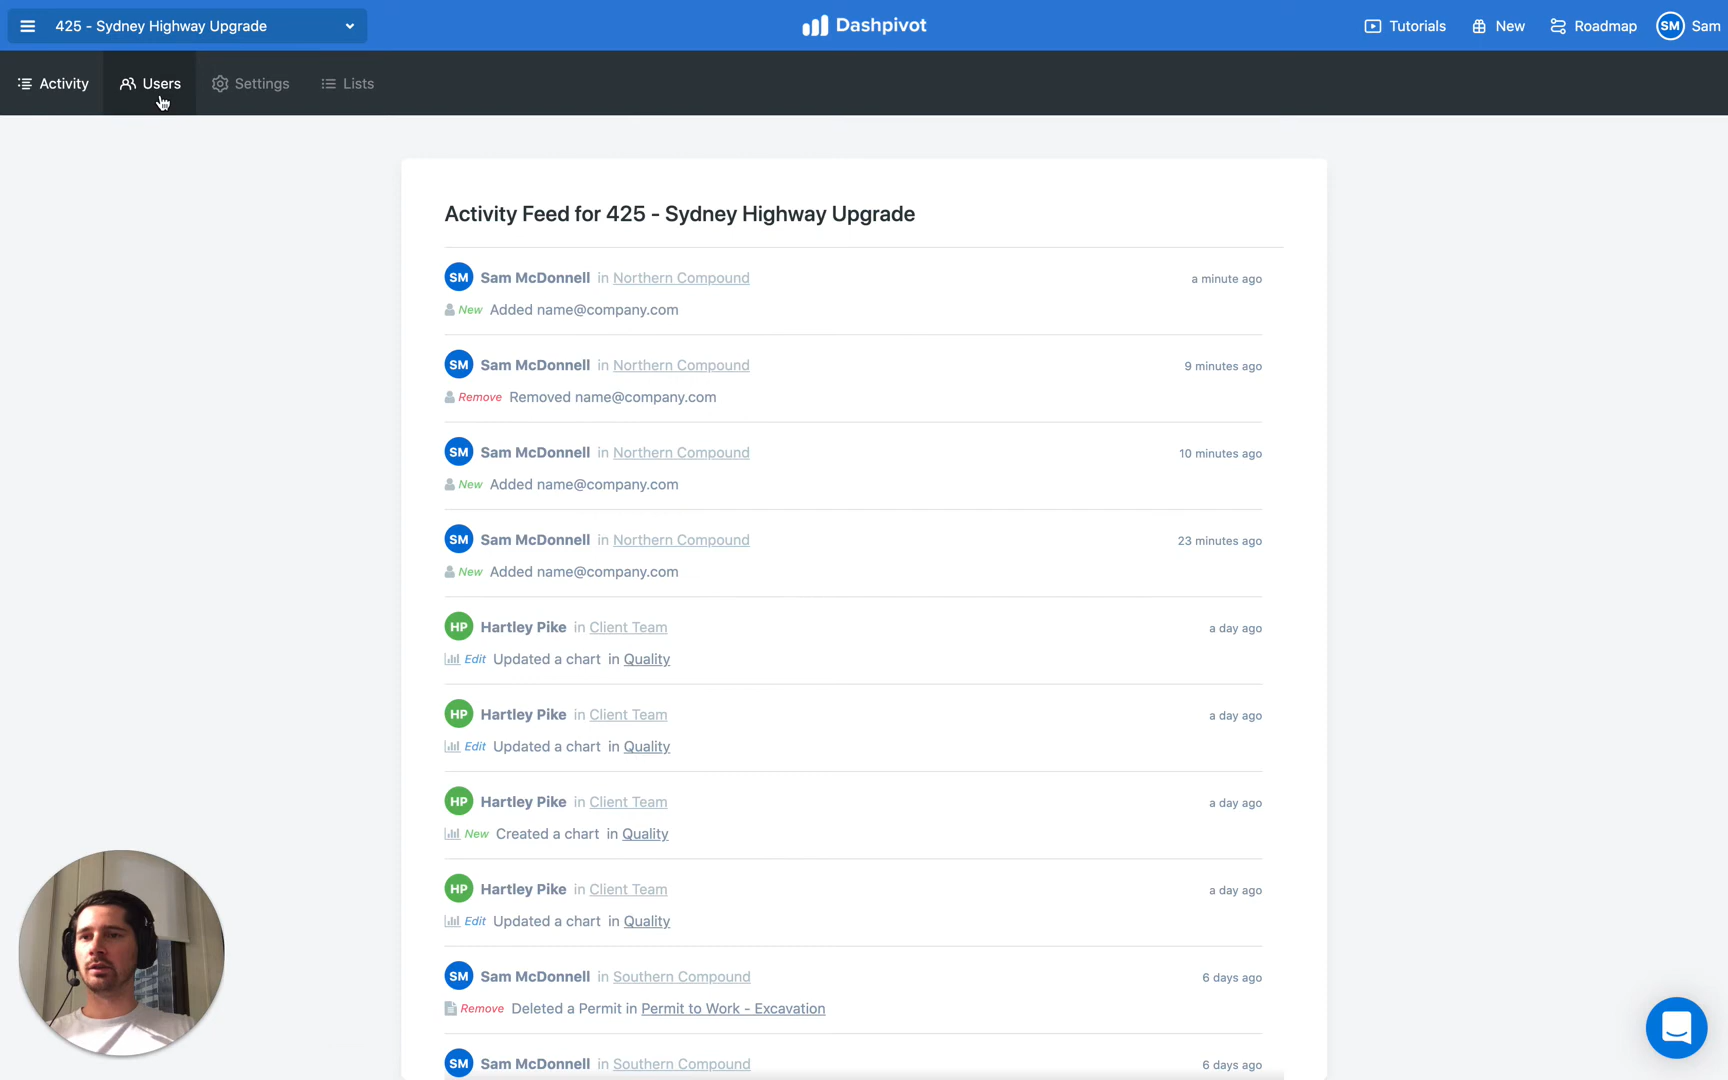 425 - Sydney Highway Upgrade
Dashpivot
Tutorials
New
Roadmap
SM Sam
Activity
Users
Settings
Lists
Activity Feed for 425 - Sydney Highway Upgrade
SM Sam McDonnell in Northern Compound a minute ago
New Added name@company.com
SM Sam McDonnell in Northern Compound 9 minutes ago
Remove Removed name@company.com
SM Sam McDonnell in Northern Compound 10 minutes ago
New Added name@company.com
SM Sam McDonnell in Northern Compound 23 minutes ago
New Added name@company.com
HP Hartley Pike in Client Team a day ago
Edit Updated a chart in Quality
HP Hartley Pike in Client Team a day ago
Edit Updated a chart in Quality
HP Hartley Pike in Client Team a day ago
New Created a chart in Quality
HP Hartley Pike in Client Team a day ago
Edit Updated a chart in Quality
SM Sam McDonnell in Southern Compound 6 days ago
Remove Deleted a Permit in Permit to Work - Excavation
SM Sam McDonnell in Southern Compound 6 days ago